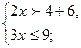 2x > 4+6,
3x ≤ 9;